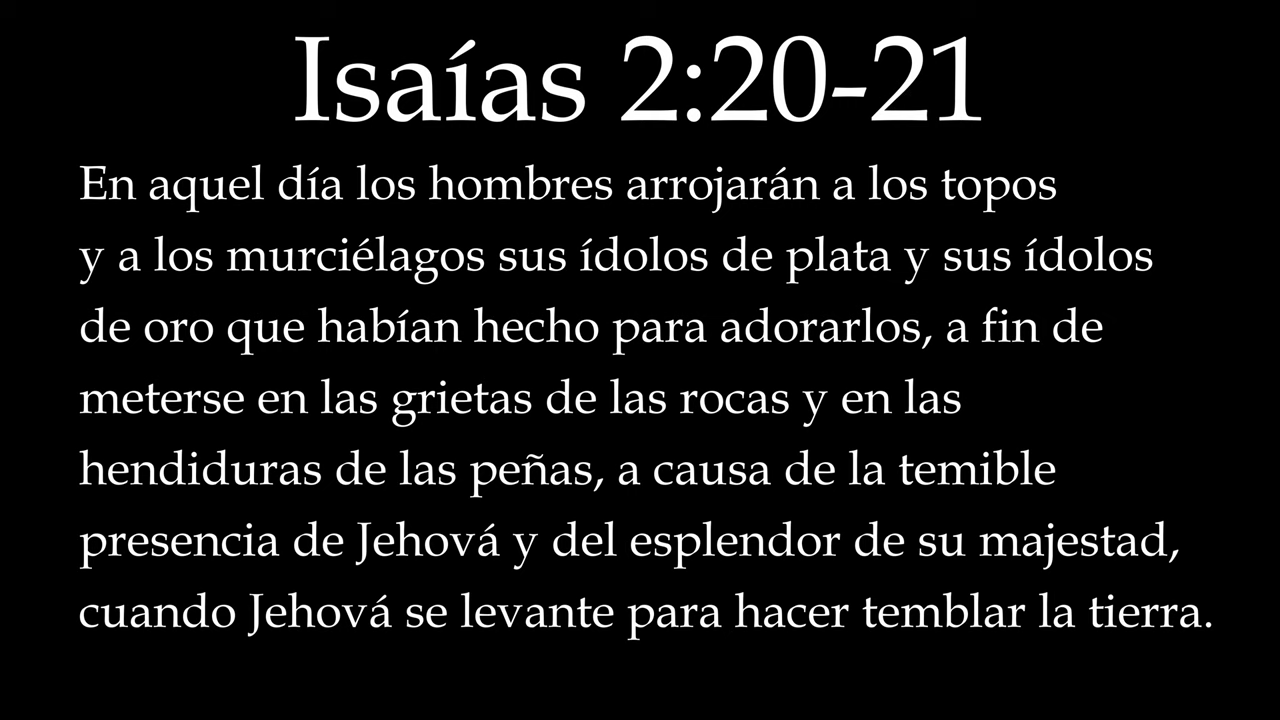 Isaías 2:20-21
En aquel día los hombres arrojarán a los topos
y a los murciélagos sus ídolos de plata y sus ídolos
de oro que habían hecho para adorarlos, a fin de
meterse en las grietas de las rocas y en las
hendiduras de las peñas, a causa de la temible
presencia de Jehová y del esplendor de su majestad,
cuando Jehová se levante para hacer temblar la tierra.